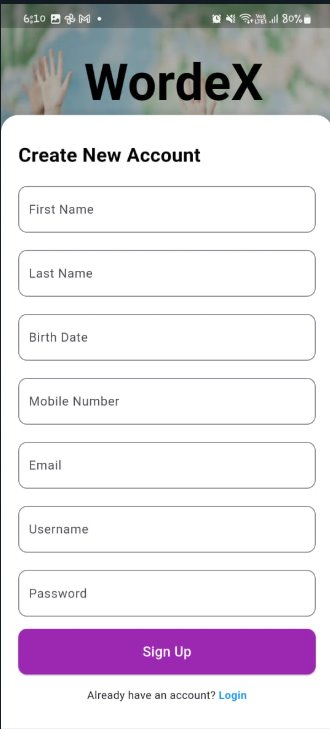 6:10 80%
WordeX
Create New Account
First Name
Last Name
Birth Date
Mobile Number
Email
Username
Password
Sign Up
Already have an account? Login